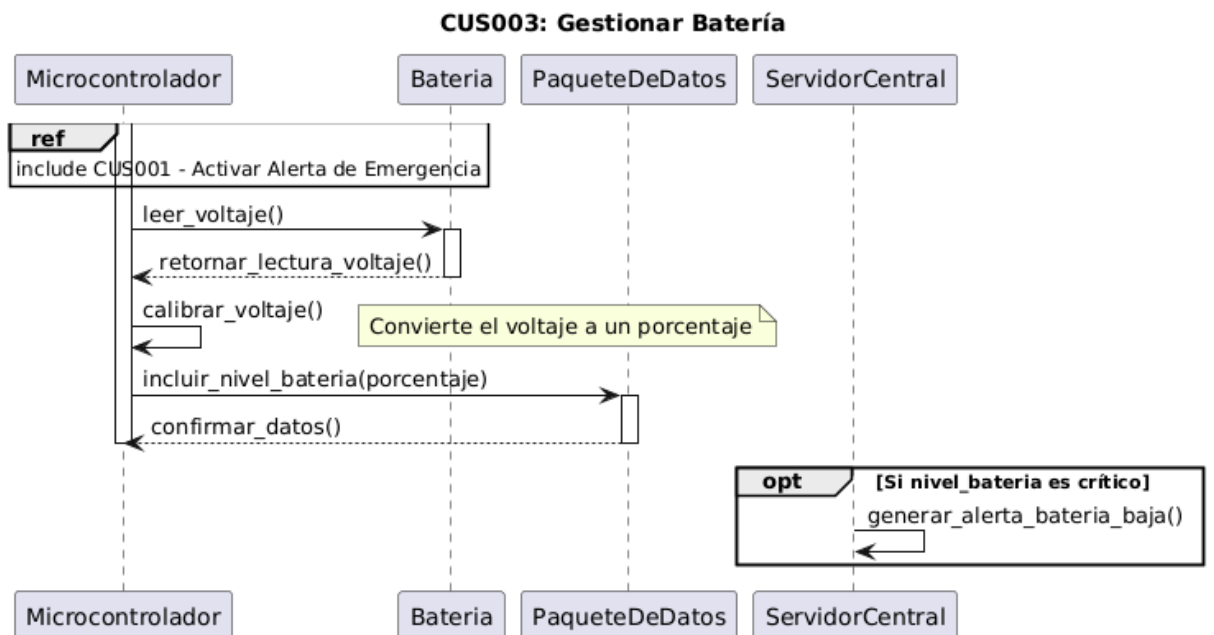 CUS003: Gestionar Batería
Microcontrolador Bateria PaqueteDeDatos ServidorCentral
ref
include CUS001 - Activar Alerta de Emergencia
leer_voltaje()
retornar_lectura_voltaje()
calibrar_voltaje()
Convierte el voltaje a un porcentaje
incluir_nivel_bateria(porcentaje)
confirmar_datos()
opt [Si nivel_bateria es crítico]
generar_alerta_bateria_baja()
Microcontrolador Bateria PaqueteDeDatos ServidorCentral